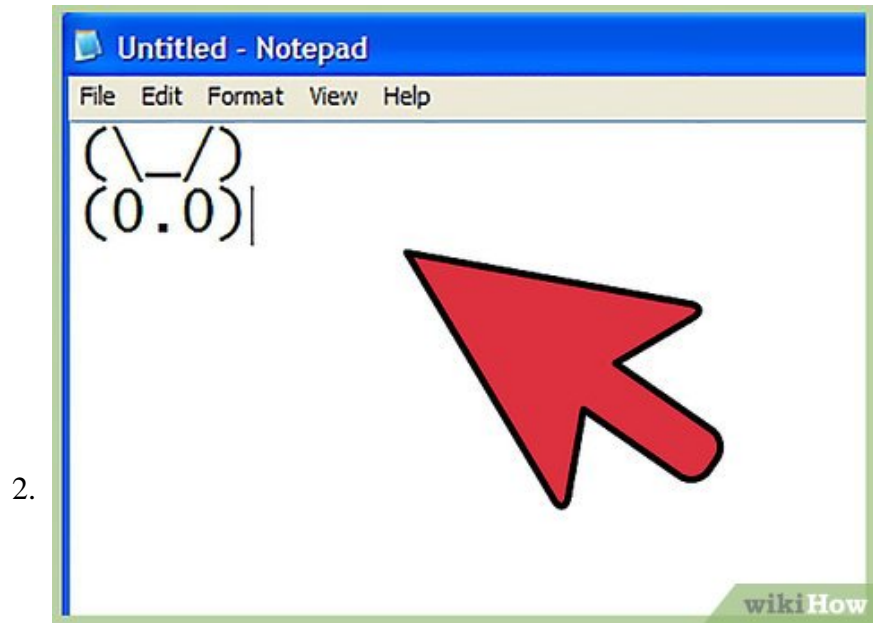 Untitled - Notepad
File Edit Format View Help
(\_/)
(0.0)
2.
wikiHow